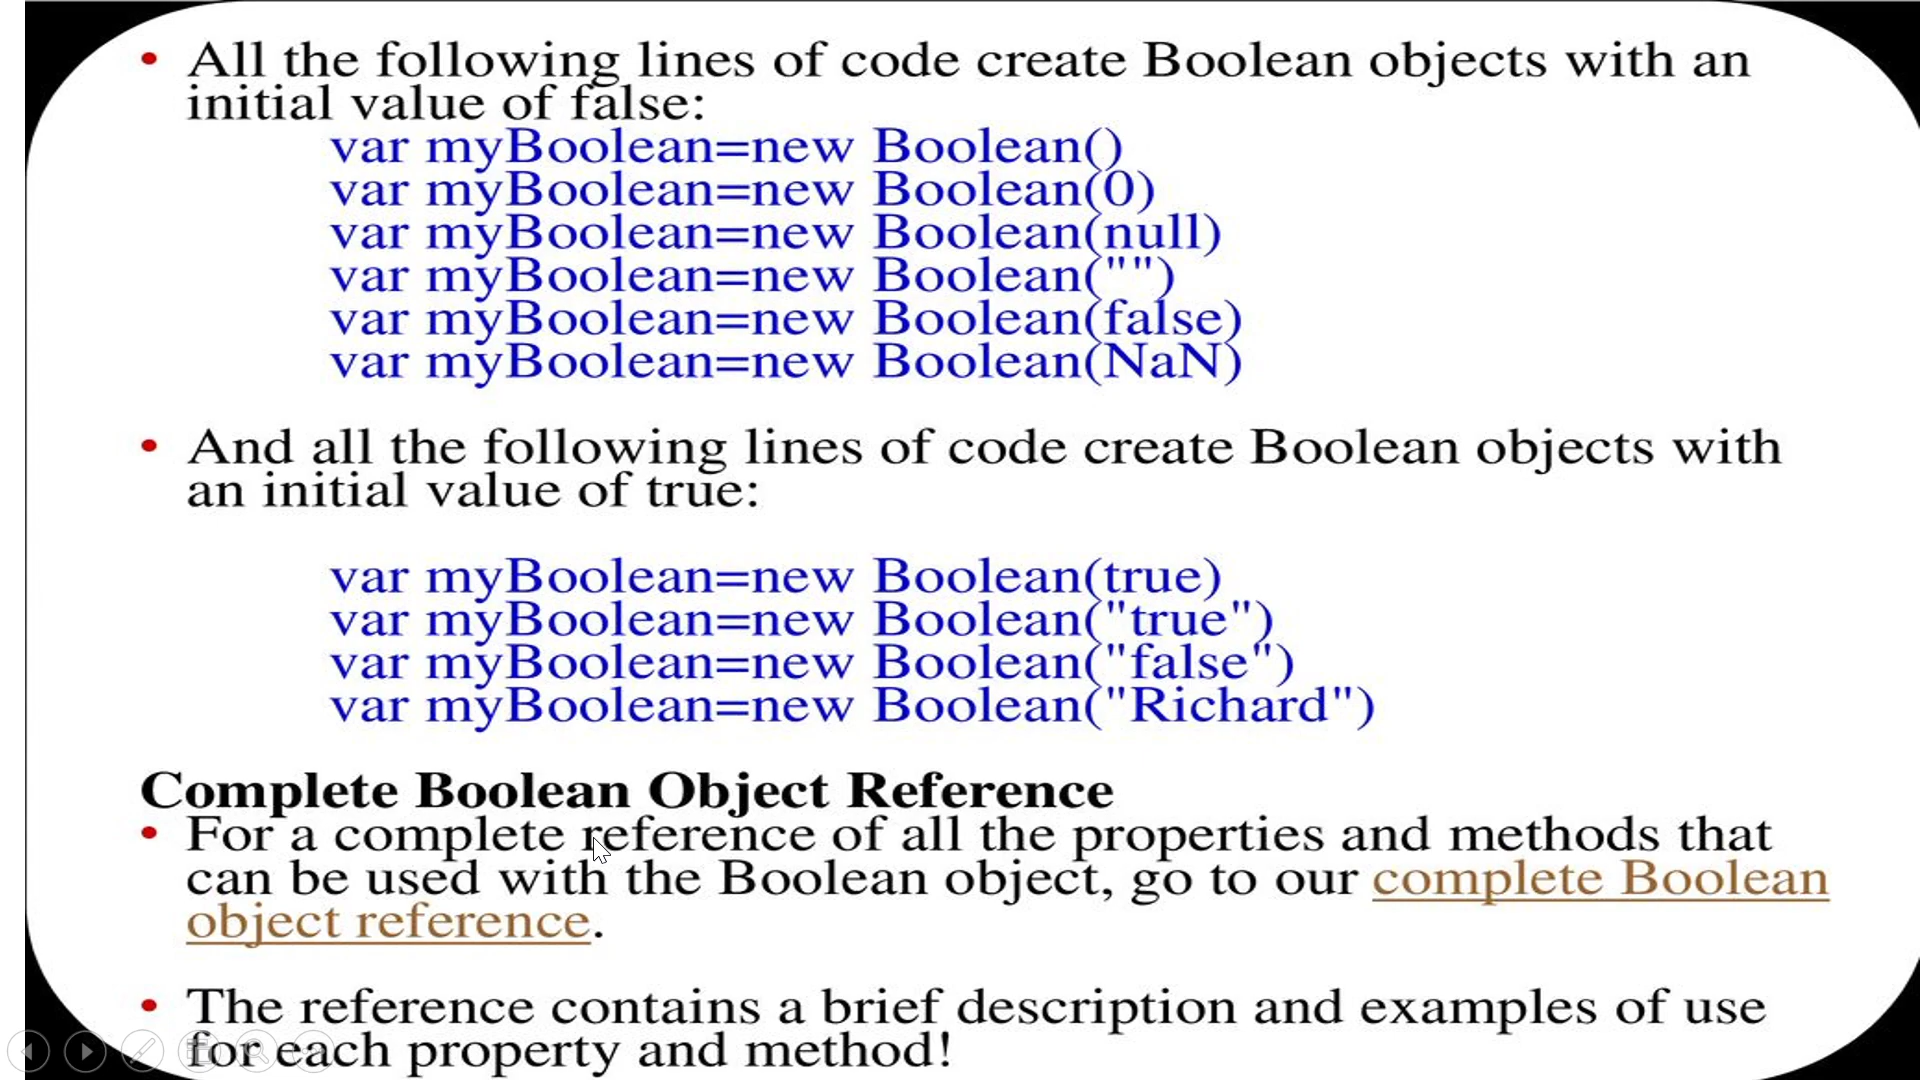 • All the following lines of code create Boolean objects with an
initial value of false:
var myBoolean=new Boolean()
var myBoolean=new Boolean(0)
var myBoolean=new Boolean(null)
var myBoolean=new Boolean("")
var myBoolean=new Boolean(false)
var myBoolean=new Boolean(NaN)
• And all the following lines of code create Boolean objects with
an initial value of true:
var myBoolean=new Boolean(true)
var myBoolean=new Boolean("true")
var myBoolean=new Boolean("false")
var myBoolean=new Boolean("Richard")
Complete Boolean Object Reference
• For a complete reference of all the properties and methods that
can be used with the Boolean object, go to our complete Boolean
object reference.
• The reference contains a brief description and examples of use
for each property and method!